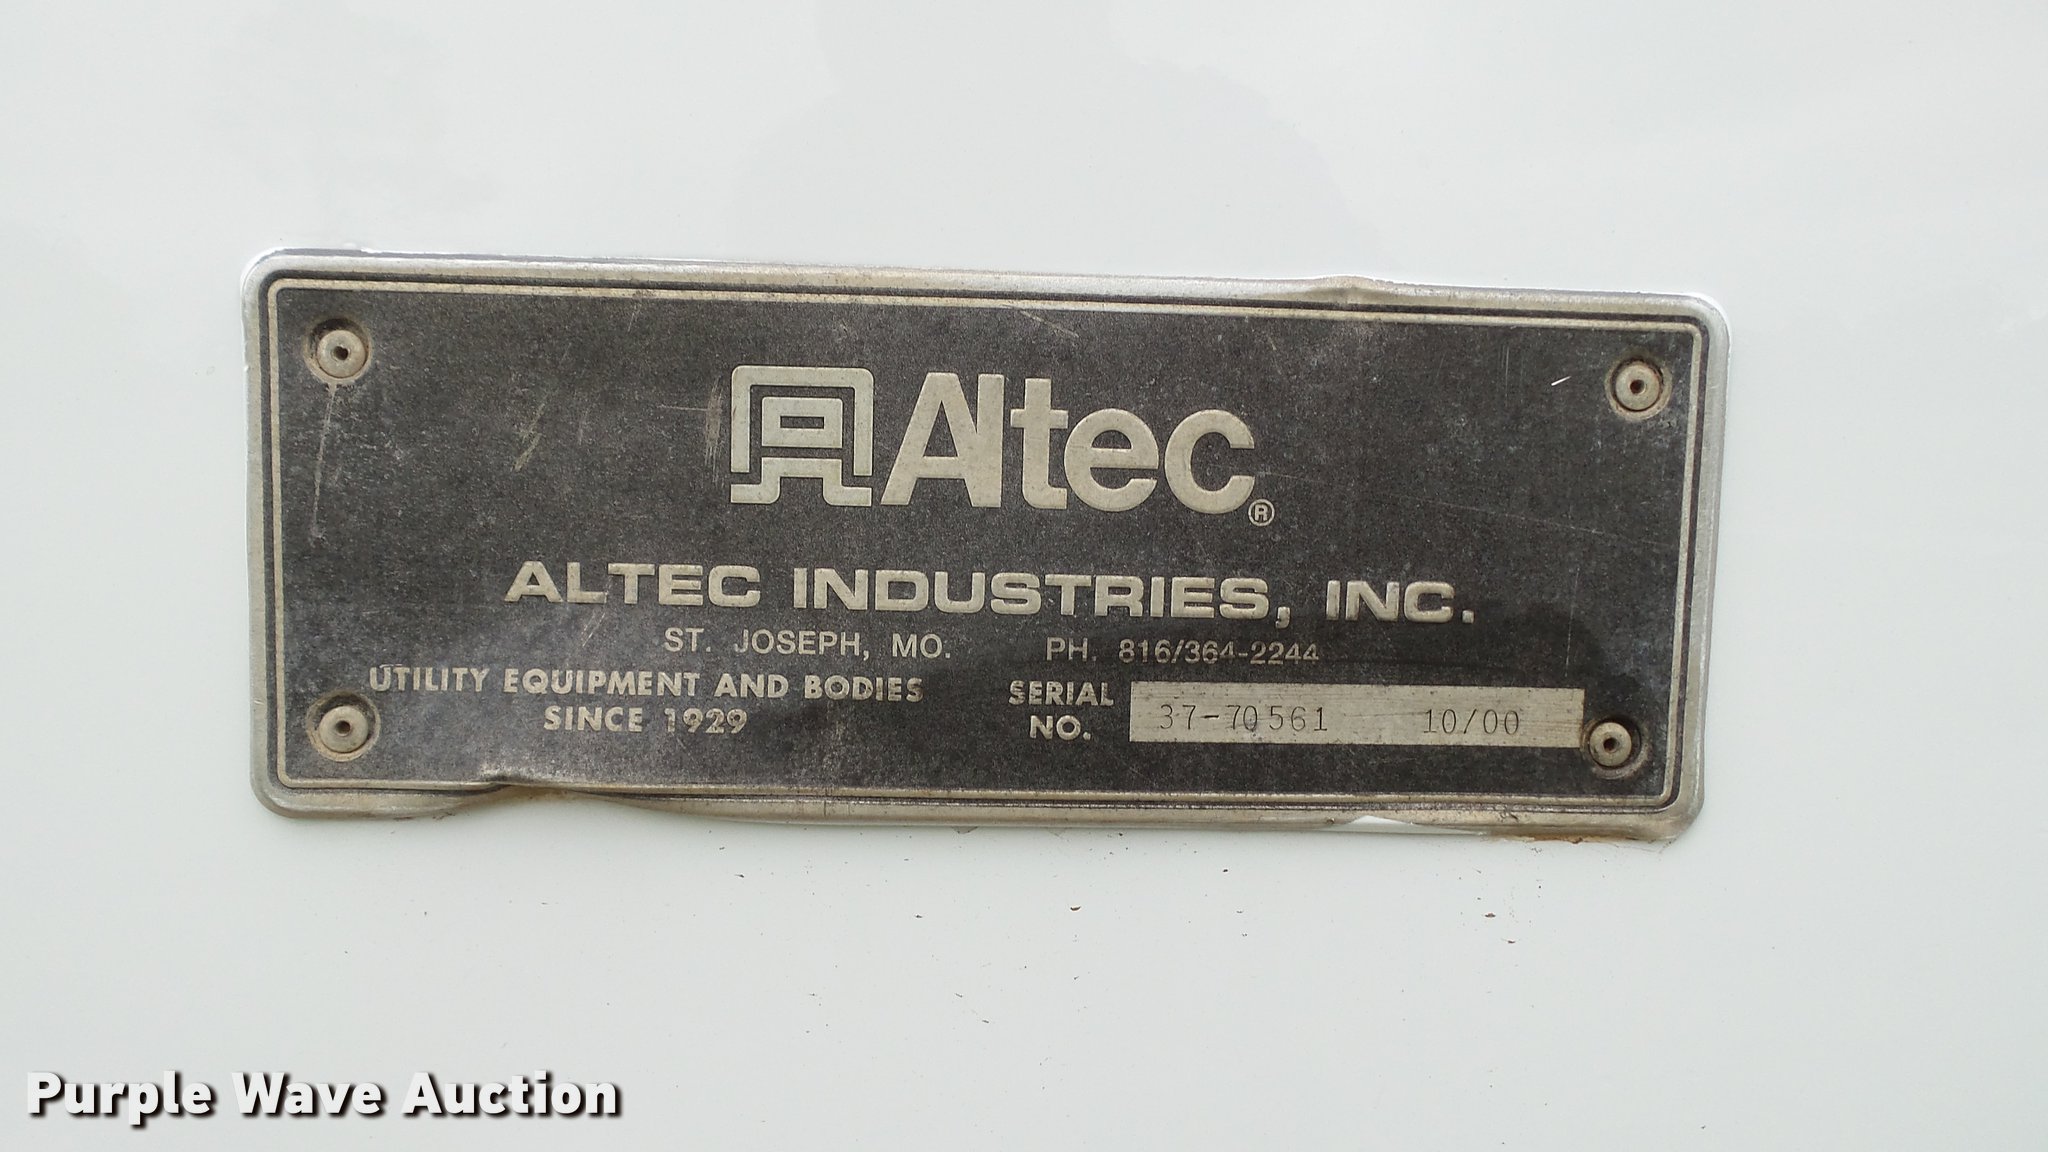 Altec®
ALTEC INDUSTRIES, INC.
ST. JOSEPH, MO. PH. 816/364-2244
UTILITY EQUIPMENT AND BODIES
SINCE 1929
SERIAL NO. 37-70561 10/00
Purple Wave Auction